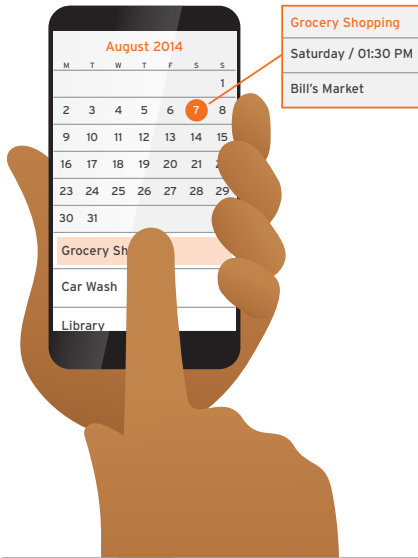 August 2014
M T W T F S S
1
2 3 4 5 6 7 8
9 10 11 12 13 14 15
16 17 18 19 20 21
23 24 25 26 27 28 29
30 31
Grocery Sh
Car Wash
Library
Grocery Shopping
Saturday / 01:30 PM
Bill's Market